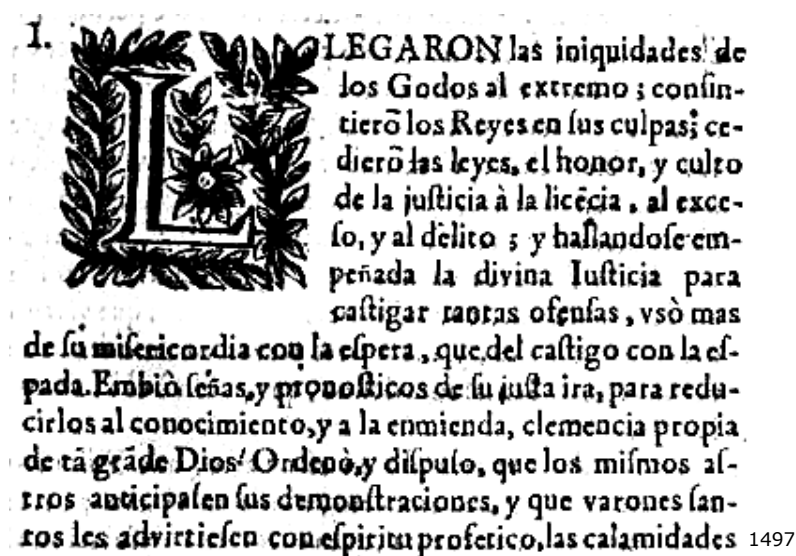 I. LLEGARON las iniquidades de
los Godos al extremo; conſin-
tierõ los Reyes en ſus culpas; ce-
dierõ las leyes, el honor, y culto
de la juſticia à la licẽcia, al exce-
ſo, y al delito; y hallandoſe em-
peñada la divina Iuſticia para
caſtigar tantas ofenſas, vsò mas
de ſu miſericordia con la eſpera, que del caſtigo con la eſ-
pada. Embiò ſeñas, y pronoſticos de ſu juſta ira, para redu-
cirlos al conocimiento, y a la enmienda, clemencia propia
de tã grãde Dios. Ordenò, y diſpuſo, que los miſmos aſ-
tros anticipaſen ſus demonſtraciones, y que varones ſan-
tos les advirtieſen con eſpiritu profetico, las calamidades
1497